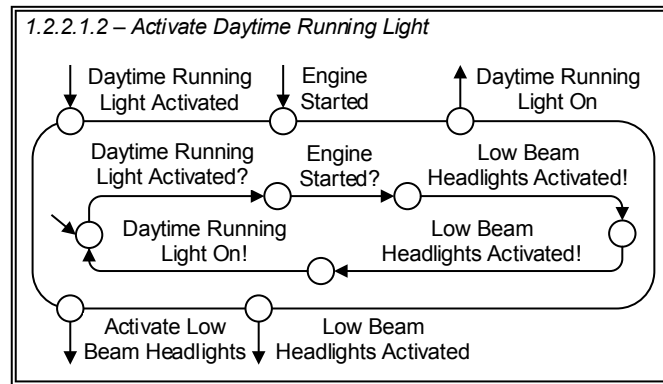 1.2.2.1.2 – Activate Daytime Running Light
Daytime Running
Light Activated
Engine
Started
Daytime Running
Light On
Daytime Running
Light Activated?
Engine
Started?
Low Beam
Headlights Activated!
Daytime Running
Light On!
Low Beam
Headlights Activated!
Activate Low
Beam Headlights
Low Beam
Headlights Activated